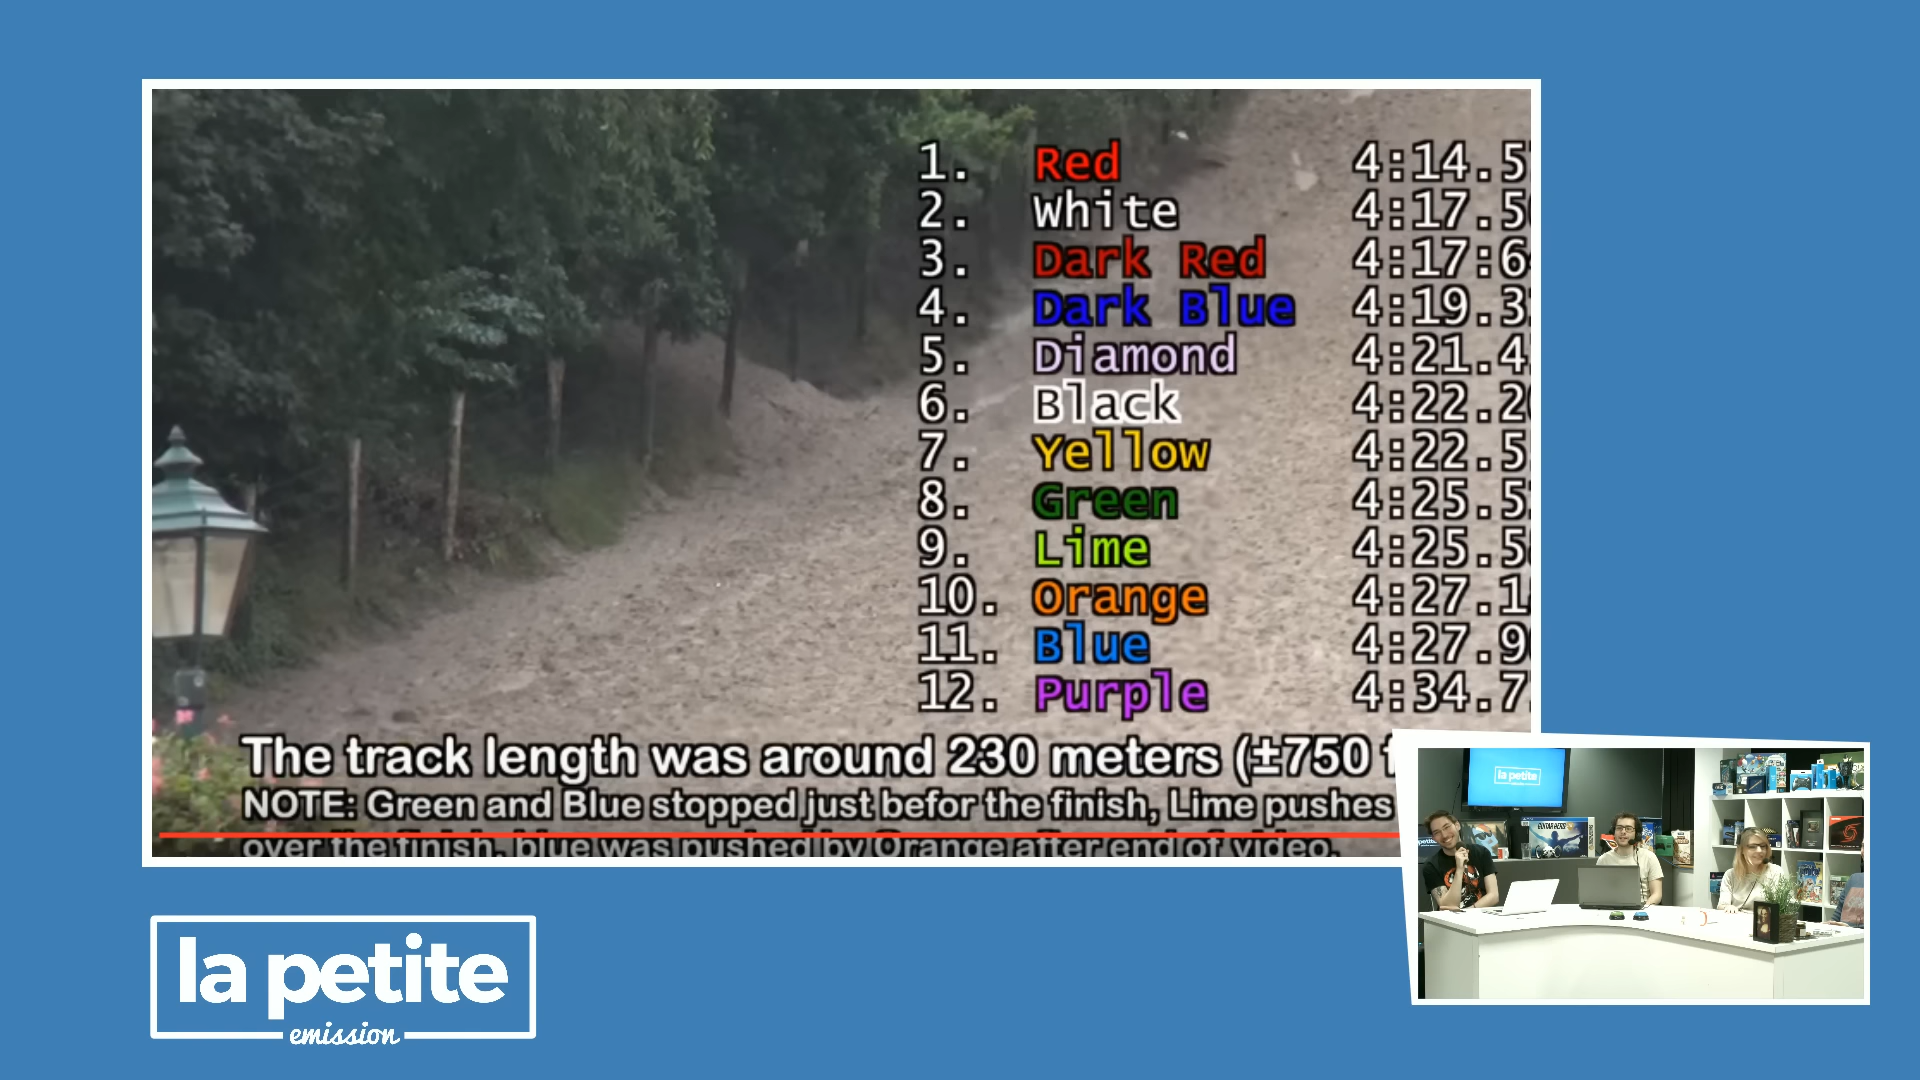 1. Red 4:14.5
2. White 4:17.5
3. Dark Red 4:17:6
4. Dark Blue 4:19.3
5. Diamond 4:21.4
6. Black 4:22.2
7. Yellow 4:22.5
8. Green 4:25.5
9. Lime 4:25.5
10. Orange 4:27.1
11. Blue 4:27.9
12. Purple 4:34.7
The track length was around 230 meters (±750 f
NOTE: Green and Blue stopped just befor the finish, Lime pushes
over the finish, blue was pushed by Orange after end of video.
la petite
GUITAR HERO
la petite
emission